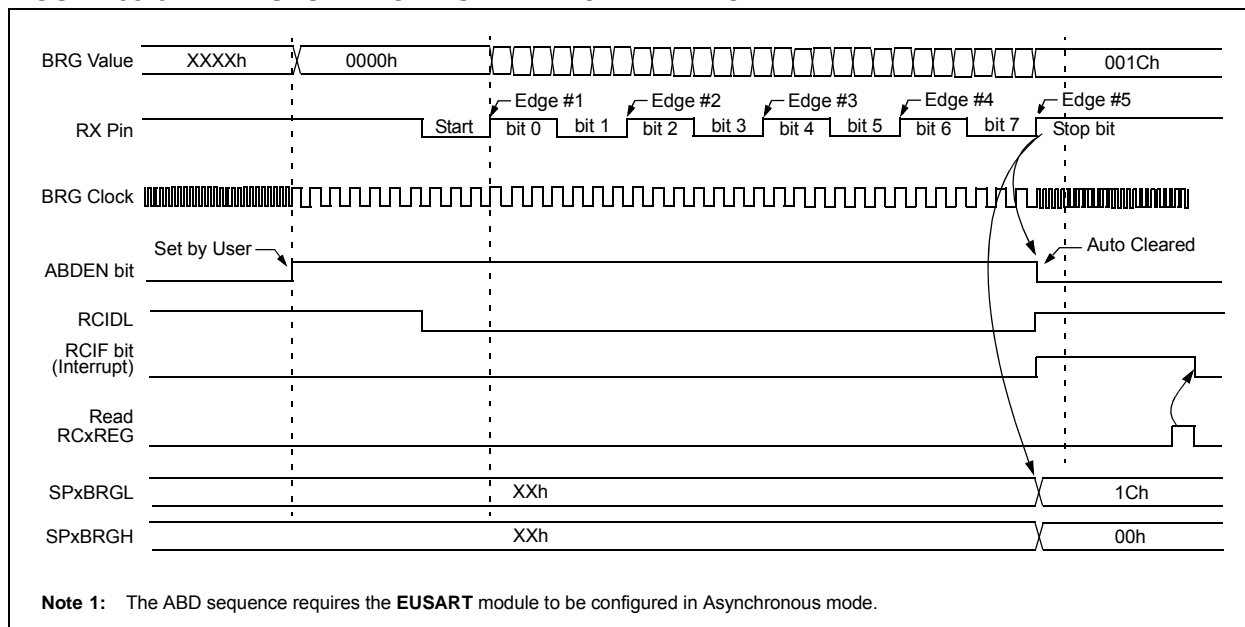 BRG Value
XXXXh
0000h
001Ch
Edge #1
Edge #2
Edge #3
Edge #4
Edge #5
RX Pin
Start
bit 0
bit 1
bit 2
bit 3
bit 4
bit 5
bit 6
bit 7
Stop bit
BRG Clock
Set by User
Auto Cleared
ABDEN bit
RCIDL
RCIF bit
(Interrupt)
Read
RCxREG
SPxBRGL
XXh
1Ch
SPxBRGH
XXh
00h
Note 1: The ABD sequence requires the EUSART module to be configured in Asynchronous mode.